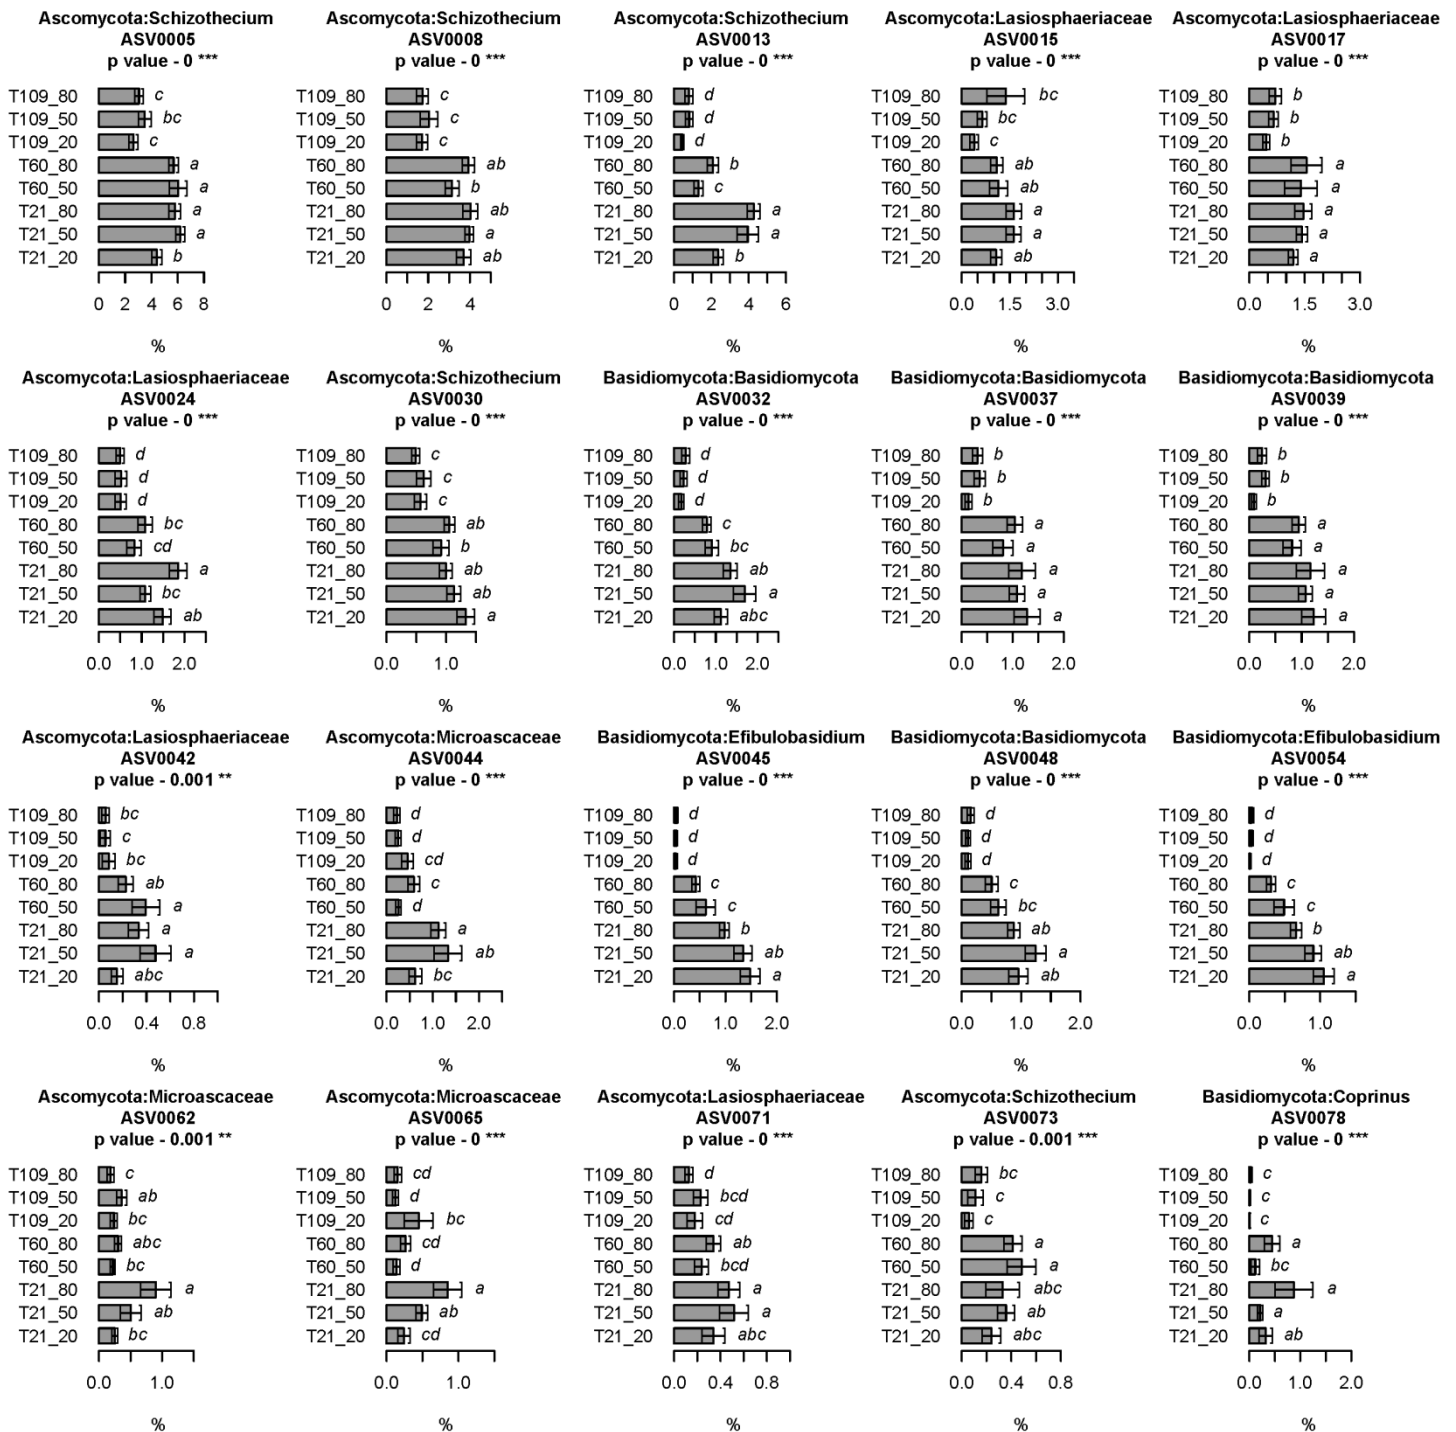 Ascomycota:Schizothecium
ASV0005
p value - 0 ***
T109_80 c
T109_50 bc
T109_20 c
T60_80 a
T60_50 a
T21_80 a
T21_50 a
T21_20 b
0 2 4 6 8
%
Ascomycota:Schizothecium
ASV0008
p value - 0 ***
T109_80 c
T109_50 c
T109_20 c
T60_80 ab
T60_50 b
T21_80 ab
T21_50 a
T21_20 ab
0 2 4
%
Ascomycota:Schizothecium
ASV0013
p value - 0 ***
T109_80 d
T109_50 d
T109_20 d
T60_80 b
T60_50 c
T21_80 a
T21_50 a
T21_20 b
0 2 4 6
%
Ascomycota:Lasiosphaeriaceae
ASV0015
p value - 0 ***
T109_80 bc
T109_50 bc
T109_20 c
T60_80 ab
T60_50 ab
T21_80 a
T21_50 a
T21_20 ab
0.0 1.5 3.0
%
Ascomycota:Lasiosphaeriaceae
ASV0017
p value - 0 ***
T109_80 b
T109_50 b
T109_20 b
T60_80 a
T60_50 a
T21_80 a
T21_50 a
T21_20 a
0.0 1.5 3.0
%
Ascomycota:Lasiosphaeriaceae
ASV0024
p value - 0 ***
T109_80 d
T109_50 d
T109_20 d
T60_80 bc
T60_50 cd
T21_80 a
T21_50 bc
T21_20 ab
0.0 1.0 2.0
%
Ascomycota:Schizothecium
ASV0030
p value - 0 ***
T109_80 c
T109_50 c
T109_20 c
T60_80 ab
T60_50 b
T21_80 ab
T21_50 ab
T21_20 a
0.0 1.0
%
Basidiomycota:Basidiomycota
ASV0032
p value - 0 ***
T109_80 d
T109_50 d
T109_20 d
T60_80 c
T60_50 bc
T21_80 ab
T21_50 a
T21_20 abc
0.0 1.0 2.0
%
Basidiomycota:Basidiomycota
ASV0037
p value - 0 ***
T109_80 b
T109_50 b
T109_20 b
T60_80 a
T60_50 a
T21_80 a
T21_50 a
T21_20 a
0.0 1.0 2.0
%
Basidiomycota:Basidiomycota
ASV0039
p value - 0 ***
T109_80 b
T109_50 b
T109_20 b
T60_80 a
T60_50 a
T21_80 a
T21_50 a
T21_20 a
0.0 1.0 2.0
%
Ascomycota:Lasiosphaeriaceae
ASV0042
p value - 0.001 **
T109_80 bc
T109_50 c
T109_20 bc
T60_80 ab
T60_50 a
T21_80 a
T21_50 a
T21_20 abc
0.0 0.4 0.8
%
Ascomycota:Microascaceae
ASV0044
p value - 0 ***
T109_80 d
T109_50 d
T109_20 cd
T60_80 c
T60_50 d
T21_80 a
T21_50 ab
T21_20 bc
0.0 1.0 2.0
%
Basidiomycota:Efibulobasidium
ASV0045
p value - 0 ***
T109_80 d
T109_50 d
T109_20 d
T60_80 c
T60_50 c
T21_80 b
T21_50 ab
T21_20 a
0.0 1.0 2.0
%
Basidiomycota:Basidiomycota
ASV0048
p value - 0 ***
T109_80 d
T109_50 d
T109_20 d
T60_80 c
T60_50 bc
T21_80 ab
T21_50 a
T21_20 ab
0.0 1.0 2.0
%
Basidiomycota:Efibulobasidium
ASV0054
p value - 0 ***
T109_80 d
T109_50 d
T109_20 d
T60_80 c
T60_50 c
T21_80 b
T21_50 ab
T21_20 a
0.0 1.0
%
Ascomycota:Microascaceae
ASV0062
p value - 0.001 **
T109_80 c
T109_50 ab
T109_20 bc
T60_80 abc
T60_50 bc
T21_80 a
T21_50 ab
T21_20 bc
0.0 1.0
%
Ascomycota:Microascaceae
ASV0065
p value - 0 ***
T109_80 cd
T109_50 d
T109_20 bc
T60_80 cd
T60_50 d
T21_80 a
T21_50 ab
T21_20 cd
0.0 1.0
%
Ascomycota:Lasiosphaeriaceae
ASV0071
p value - 0 ***
T109_80 d
T109_50 bcd
T109_20 cd
T60_80 ab
T60_50 bcd
T21_80 a
T21_50 a
T21_20 abc
0.0 0.4 0.8
%
Ascomycota:Schizothecium
ASV0073
p value - 0.001 ***
T109_80 bc
T109_50 c
T109_20 c
T60_80 a
T60_50 a
T21_80 abc
T21_50 ab
T21_20 abc
0.0 0.4 0.8
%
Basidiomycota:Coprinus
ASV0078
p value - 0 ***
T109_80 c
T109_50 c
T109_20 c
T60_80 a
T60_50 bc
T21_80 a
T21_50 a
T21_20 ab
0.0 1.0 2.0
%